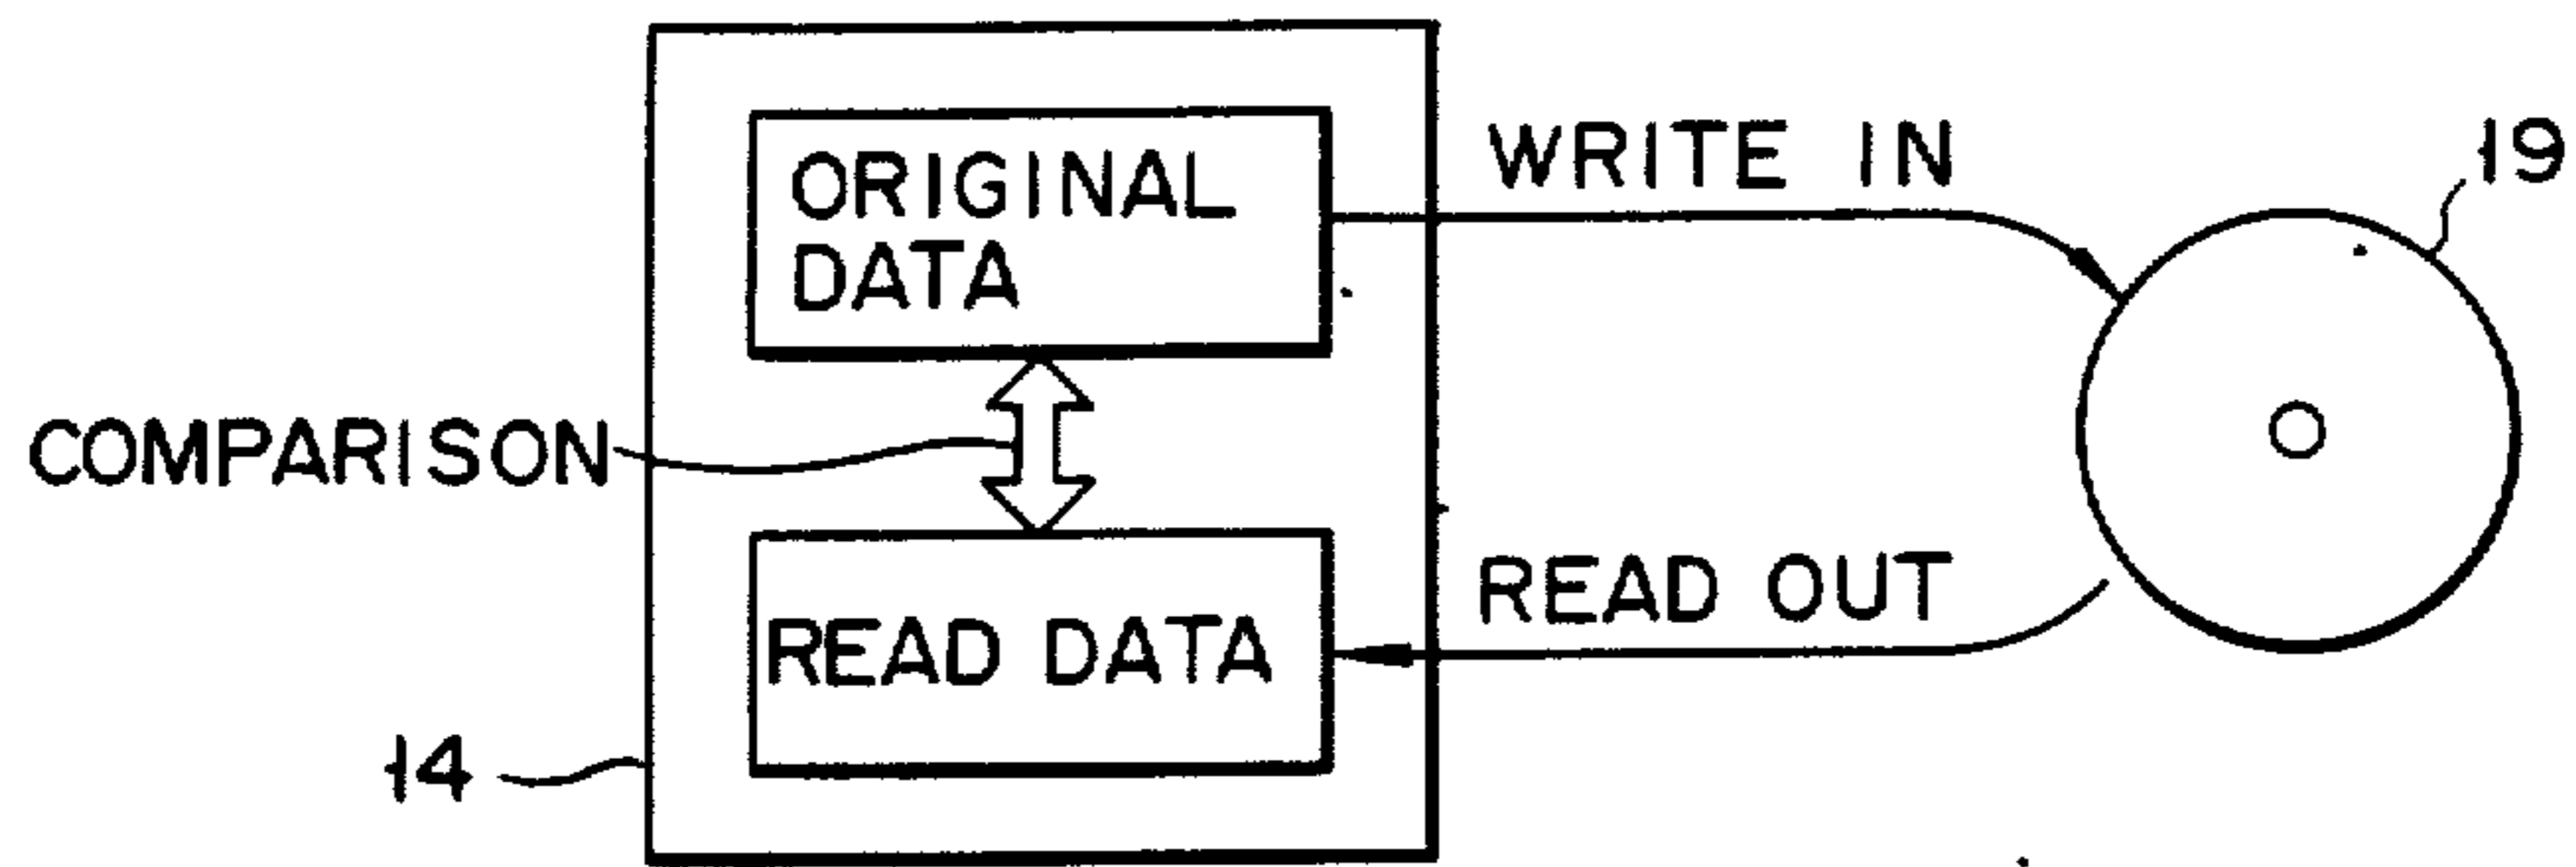 ORIGINAL
DATA
WRITE IN
19
COMPARISON
READ OUT
READ DATA
14